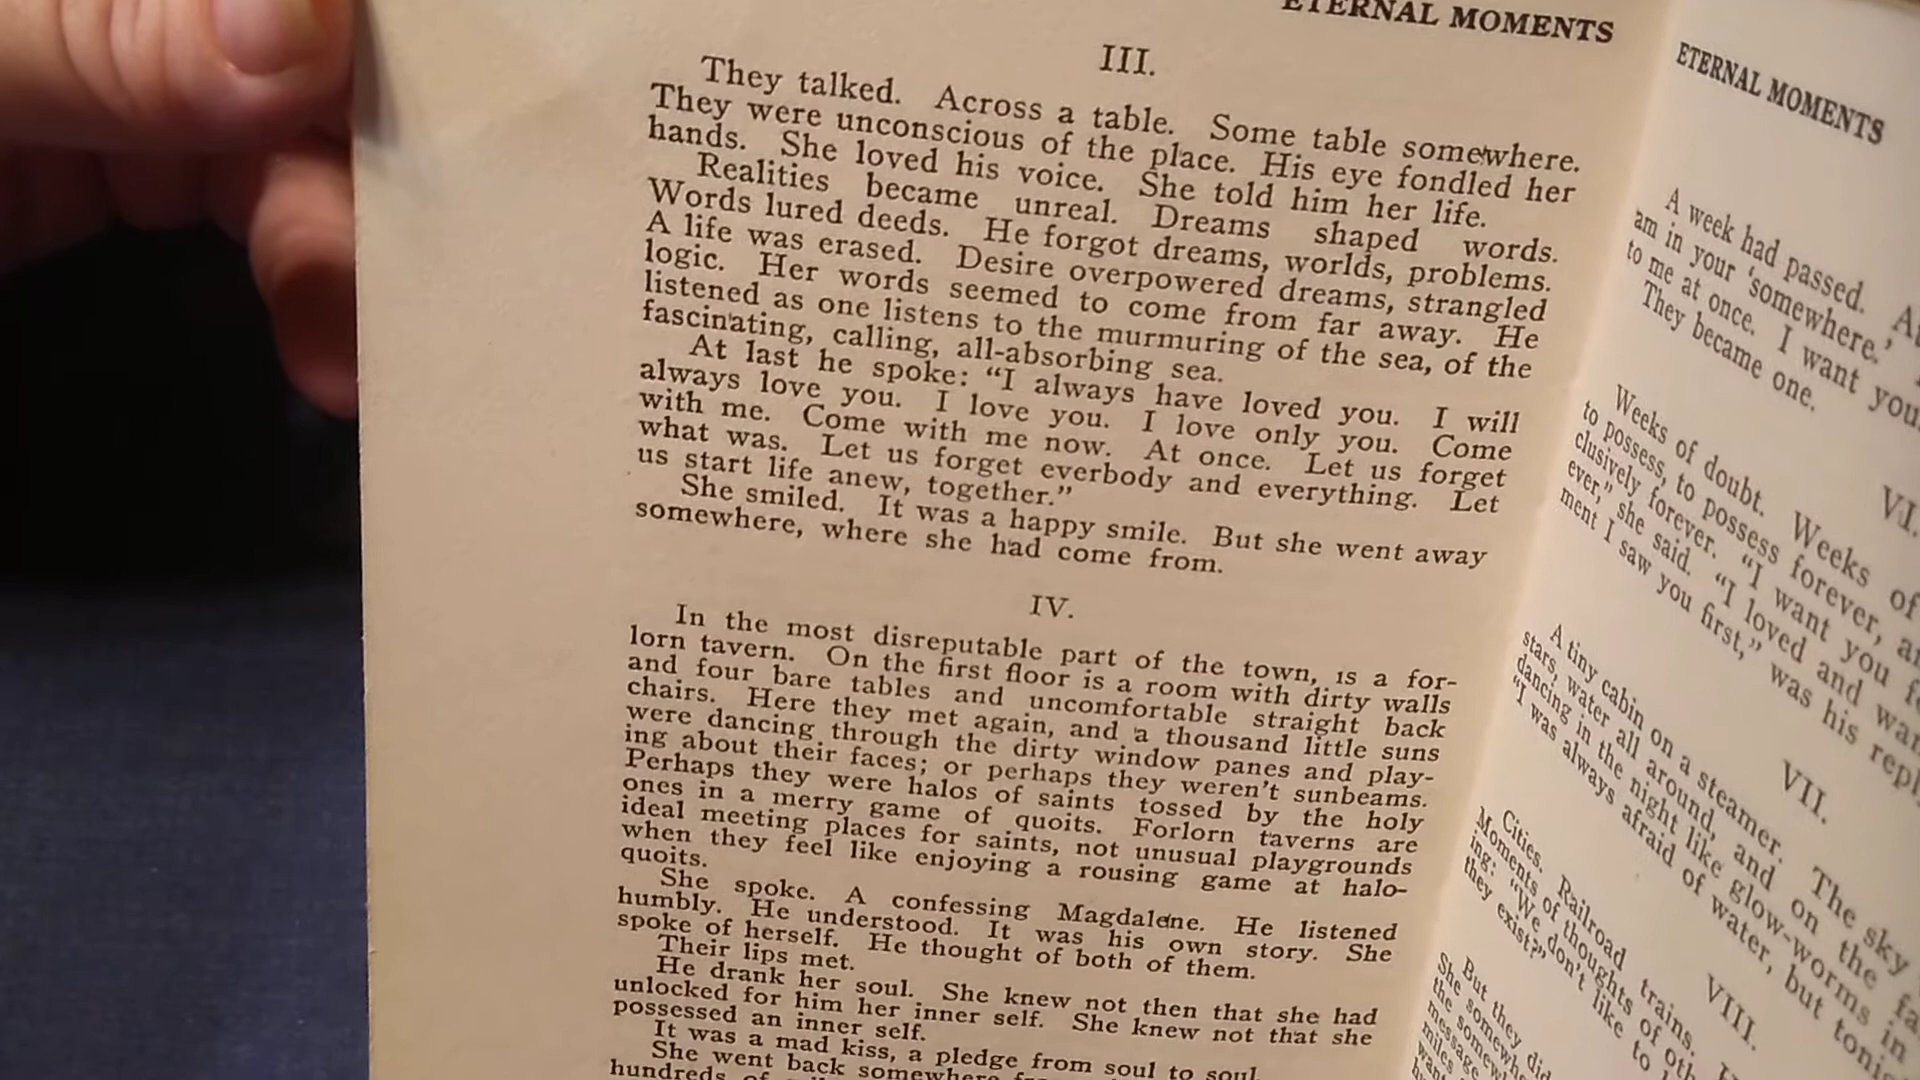 ETERNAL MOMENTS
III.
They talked. Across a table. Some table somewhere.
They were unconscious of the place. His eye fondled her
hands. She loved his voice. She told him her life.
Realities became unreal. Dreams shaped words.
Words lured deeds. He forgot dreams, worlds, problems.
A life was erased. Desire overpowered dreams, strangled
logic. Her words seemed to come from far away. He
listened as one listens to the murmuring of the sea, of the
fascinating, calling, all-absorbing sea.
At last he spoke: "I always have loved you. I will
always love you. I love you. I love only you. Come
with me. Come with me now. At once. Let us forget
what was. Let us forget everbody and everything. Let
us start life anew, together."
She smiled. It was a happy smile. But she went away
somewhere, where she had come from.
IV.
In the most disreputable part of the town, is a for-
lorn tavern. On the first floor is a room with dirty walls
and four bare tables and uncomfortable straight back
chairs. Here they met again, and a thousand little suns
were dancing through the dirty window panes and play-
ing about their faces; or perhaps they weren't sunbeams.
Perhaps they were halos of saints tossed by the holy
ones in a merry game of quoits. Forlorn taverns are
ideal meeting places for saints, not unusual playgrounds
when they feel like enjoying a rousing game at halo-
quoits.
She spoke. A confessing Magdalene. He listened
humbly. He understood. It was his own story. She
spoke of herself. He thought of both of them.
Their lips met.
He drank her soul. She knew not then that she had
unlocked for him her inner self. She knew not that she
possessed an inner self.
It was a mad kiss, a pledge from soul to soul.
She went back somewhere
hundreds of
ETERNAL MOMENTS
A week had passed.
am in your 'somewhere.'
to me at once. I want you
They became one.
VI.
Weeks of doubt. Weeks of
to possess, to possess forever,
clusively forever. "I want you
ever," she said. "I loved and
ment I saw you first," was his
VII.
A tiny cabin on a steamer. The sky
stars, water all around, and on the
dancing in the night like glow-worms in
"I was always afraid of water, but
VIII.
Cities. Railroad trains.
Moments of thoughts of
ing: "We don't like to
they exist?"
But they did
She
the
message
miles